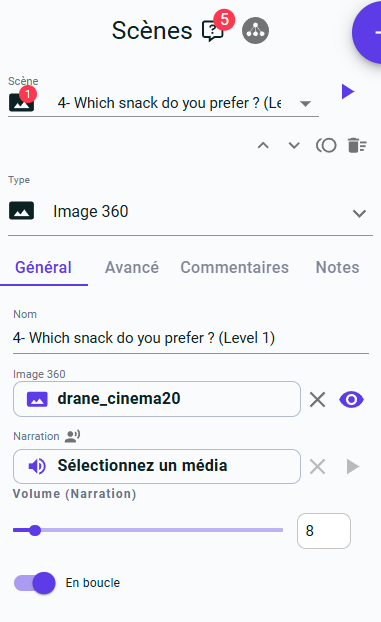 Scènes
5
Scène
1
4- Which snack do you prefer ? (Le
Type
Image 360
Général Avancé Commentaires Notes
Nom
4- Which snack do you prefer ? (Level 1)
Image 360
drane_cinema20
Narration
Sélectionnez un média
Volume (Narration)
8
En boucle